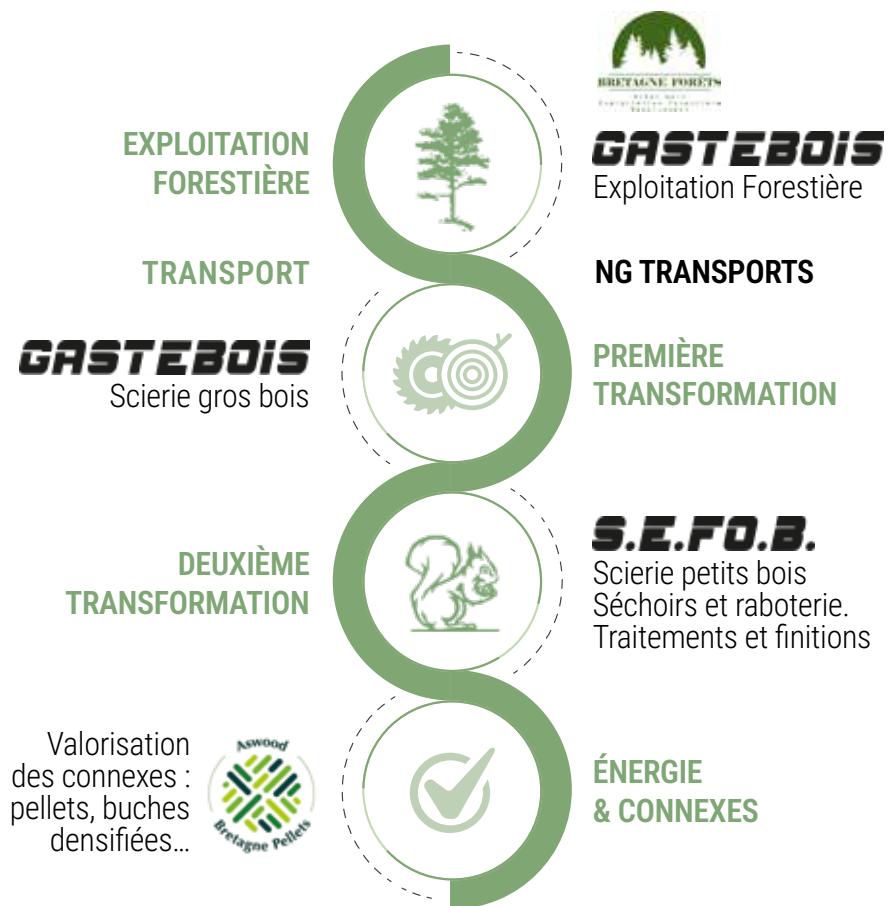 BRETAGNE FORÊTS
EXPLOITATION
FORESTIÈRE
GASTEBOIS
Exploitation Forestière
TRANSPORT
NG TRANSPORTS
GASTEBOIS
Scierie gros bois
PREMIÈRE
TRANSFORMATION
DEUXIÈME
TRANSFORMATION
S.E.FO.B.
Scierie petits bois
Séchoirs et raboterie.
Traitements et finitions
Valorisation
des connexes :
pellets, buches
densifiées…
Aswood
Bretagne Pellets
ÉNERGIE
& CONNEXES